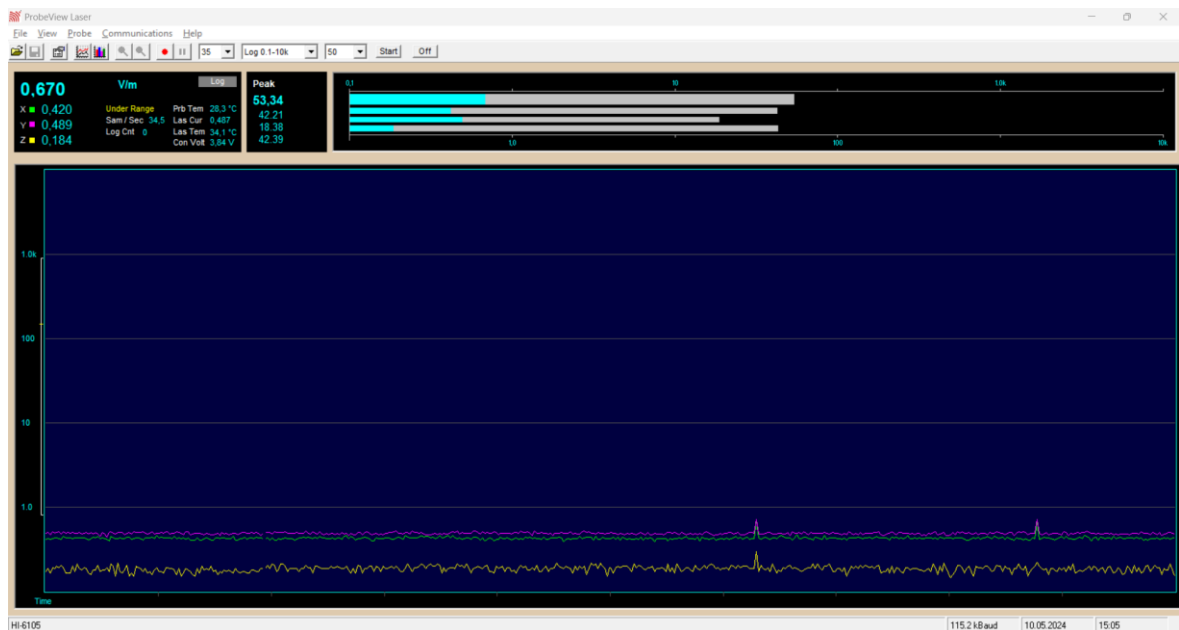 ProbeView Laser
File View Probe Communications Help
35 Log 0.1-10k 50 Start Off
0,670 V/m Log
X 0,420
Y 0,489
Z 0,184
Under Range
Sam / Sec 34,5
Log Cnt 0
Prb Tem 28,3 °C
Las Cur 0,487
Las Tem 34,1 °C
Con Volt 3,84 V
Peak
53,34
42.21
18.38
42.39
0,1 10 1.0k
1.0 100 10k
1.0k
100
10
1.0
Time
HI-6105 115.2 kBaud 10.05.2024 15:05